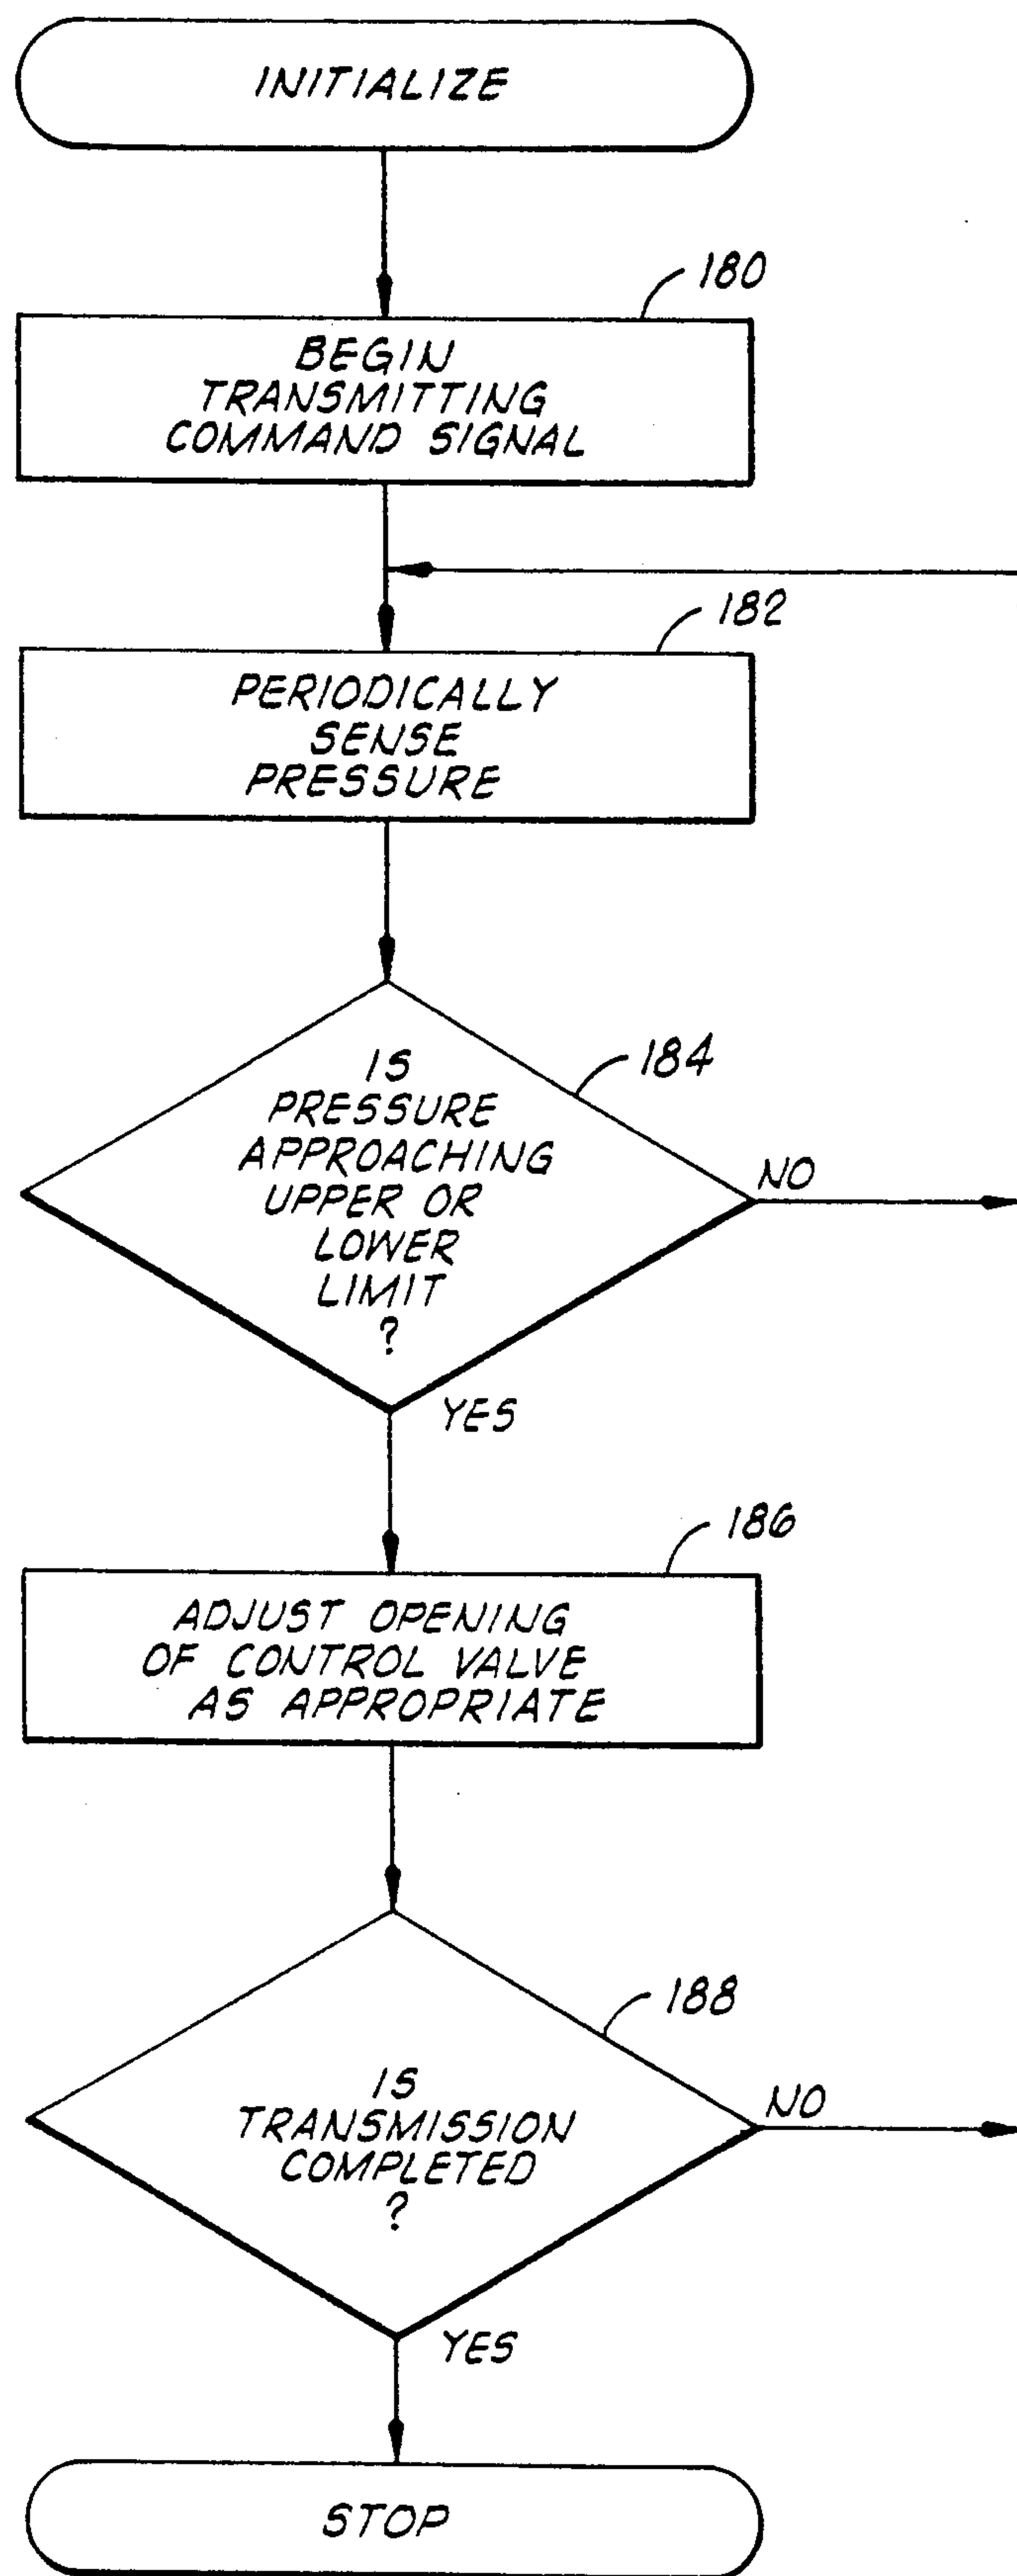 INITIALIZE
180
BEGIN
TRANSMITTING
COMMAND SIGNAL
182
PERIODICALLY
SENSE
PRESSURE
184
IS
PRESSURE
APPROACHING
UPPER OR
LOWER
LIMIT
?
NO
YES
186
ADJUST OPENING
OF CONTROL VALVE
AS APPROPRIATE
188
IS
TRANSMISSION
COMPLETED
?
NO
YES
STOP